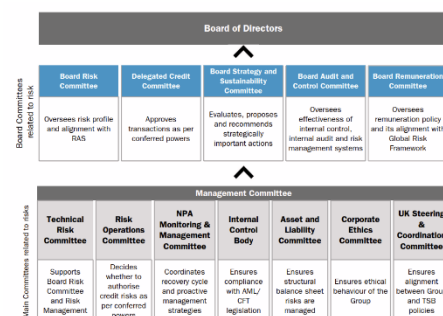 Board of Directors
Board Committees
related to risk
Board Risk
Committee
Oversees risk profile
and alignment with
RAS
Delegated Credit
Committee
Approves
transactions as per
conferred powers
Board Strategy and
Sustainability
Committee
Evaluates, proposes
and recommends
strategically
important actions
Board Audit and
Control Committee
Oversees
effectiveness of
internal control,
internal audit and risk
management systems
Board Remuneration
Committee
Oversees
remuneration policy
and its alignment with
Global Risk
Framework
Management Committee
Main Committees related to risks
Technical
Risk
Committee
Supports
Board Risk
Committee
and Risk
Management
Risk
Operations
Committee
Decides
whether to
authorise
credit risks as
per conferred
powers
NPA
Monitoring &
Management
Committee
Coordinates
recovery cycle
and proactive
management
strategies
Internal
Control
Body
Ensures
compliance
with AML/
CFT
legislation
Asset and
Liability
Committee
Ensures
structural
balance sheet
risks are
managed
Corporate
Ethics
Committee
Ensures ethical
behaviour of the
Group
UK Steering
&
Coordination
Committee
Ensures
alignment
between Group
and TSB
policies